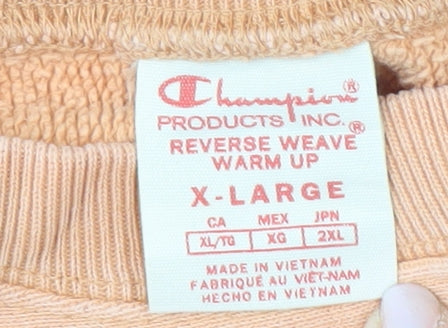 Champion®
PRODUCTS INC.®
REVERSE WEAVE
WARM UP
X-LARGE
CA MEX JPN
XL/TG XG 2XL
MADE IN VIETNAM
FABRIQUÉ AU VIÊT-NAM
HECHO EN VIETNAM